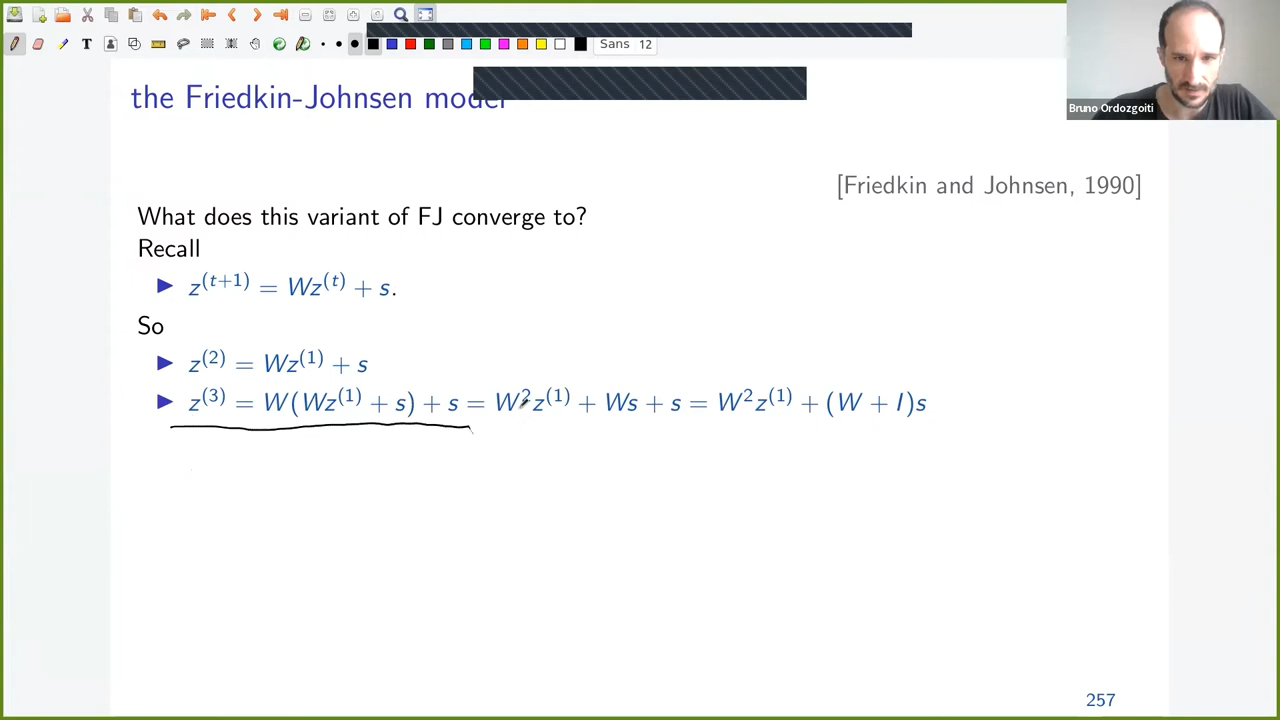 Sans 12
Bruno Ordozgoiti
the Friedkin-Johnsen model
[Friedkin and Johnsen, 1990]
What does this variant of FJ converge to?
Recall
▶ z^(t+1) = Wz^(t) + s.
So
▶ z^(2) = Wz^(1) + s
▶ z^(3) = W(Wz^(1) + s) + s = W^2z^(1) + Ws + s = W^2z^(1) + (W + I)s
257